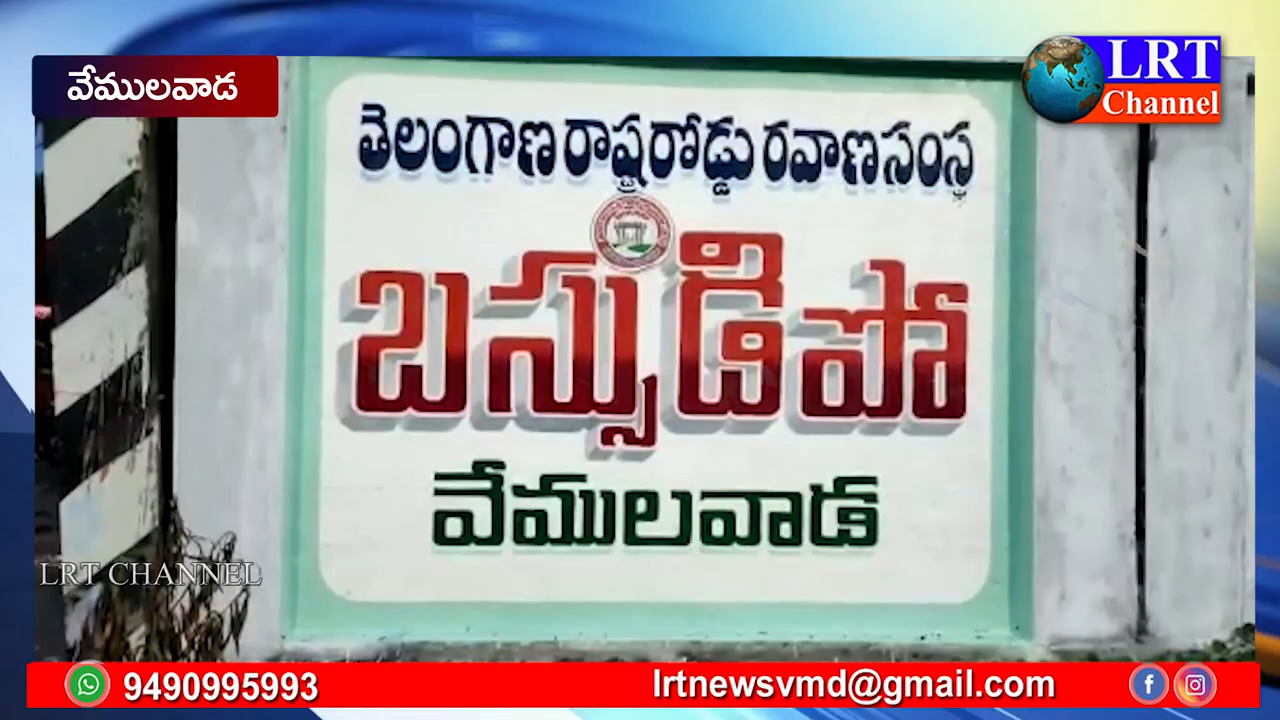 వేములవాడ
LRT
Channel
తెలంగాణ రాష్ట్ర రోడ్డు రవాణ సంస్థ
బస్సు డిపో
వేములవాడ
LRT CHANNEL
9490995993
lrtnewsvmd@gmail.com